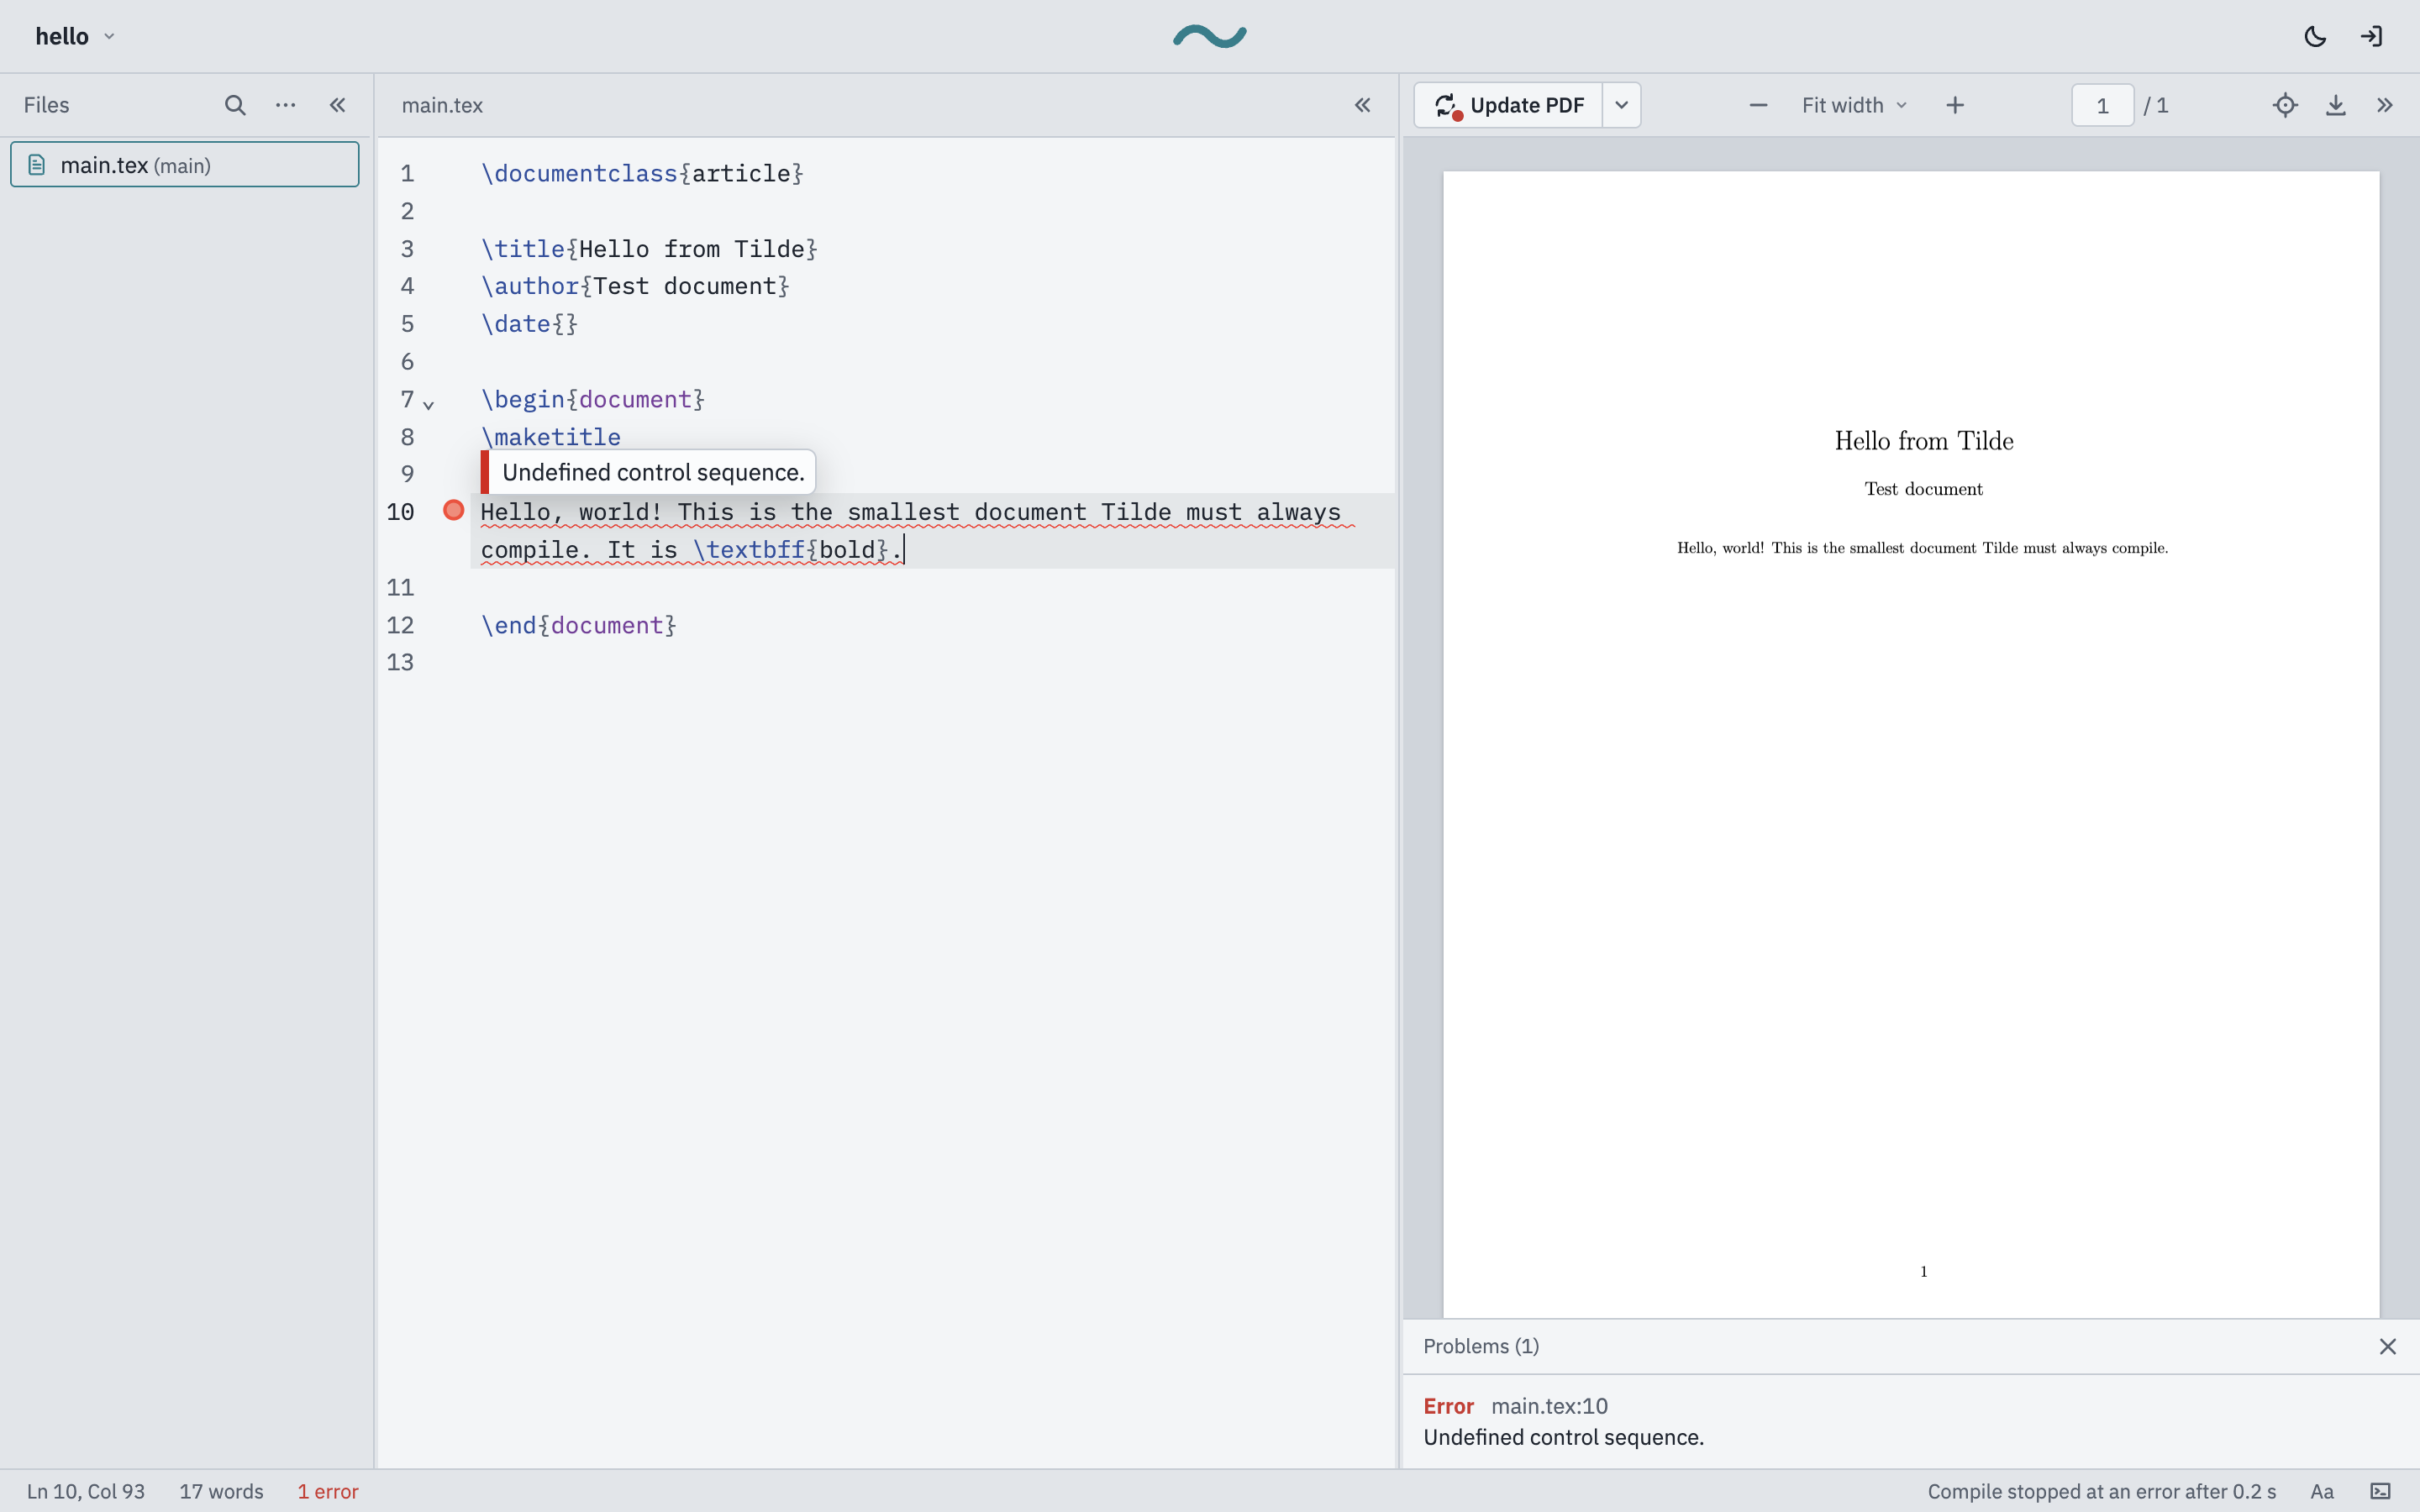 hello
Files
main.tex (main)
main.tex
1 \documentclass{article}
2
3 \title{Hello from Tilde}
4 \author{Test document}
5 \date{}
6
7 \begin{document}
8 \maketitle
9
Undefined control sequence.
10 Hello, world! This is the smallest document Tilde must always
compile. It is \textbff{bold}.
11
12 \end{document}
13
Update PDF
Fit width
1 / 1
Hello from Tilde
Test document
Hello, world! This is the smallest document Tilde must always compile.
1
Problems (1)
Error main.tex:10
Undefined control sequence.
Ln 10, Col 93 17 words 1 error
Compile stopped at an error after 0.2 s Aa